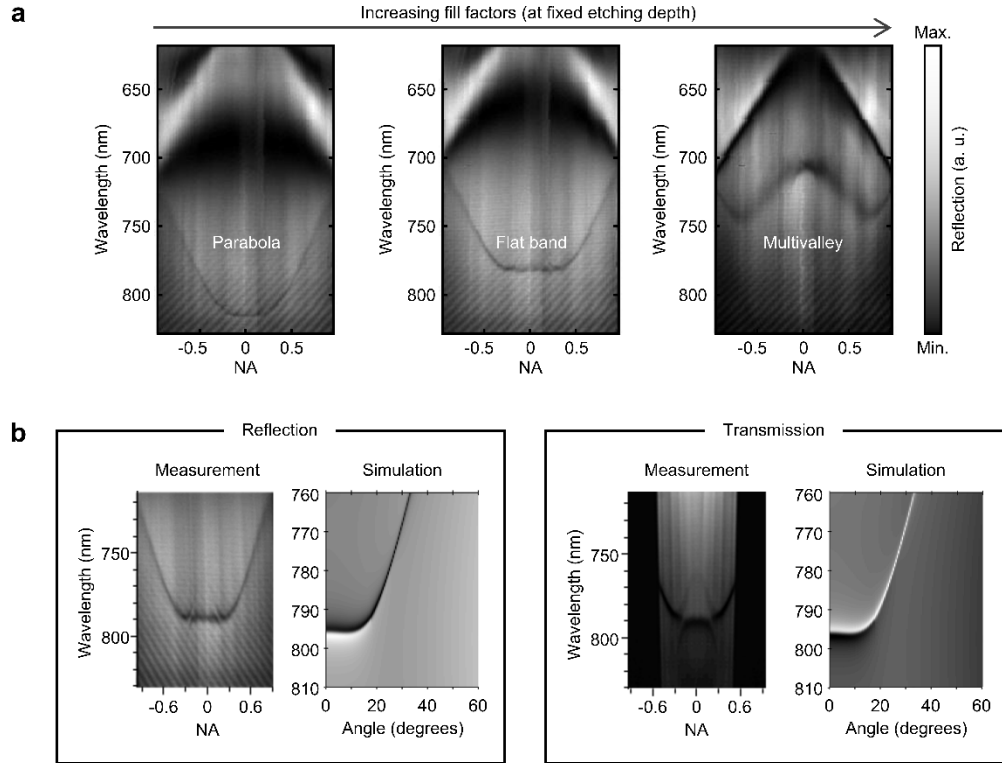 a
Increasing fill factors (at fixed etching depth)
Max.
650
700
750
800
Wavelength (nm)
Parabola
-0.5 0 0.5
NA
650
700
750
800
Wavelength (nm)
Flat band
-0.5 0 0.5
NA
650
700
750
800
Wavelength (nm)
Multivalley
-0.5 0 0.5
NA
Reflection (a. u.)
Min.
b
Reflection
Measurement
Wavelength (nm)
750
800
-0.6 0 0.6
NA
Simulation
760
770
780
790
800
810
0 20 40 60
Angle (degrees)
Transmission
Measurement
Wavelength (nm)
750
800
-0.6 0 0.6
NA
Simulation
760
770
780
790
800
810
0 20 40 60
Angle (degrees)